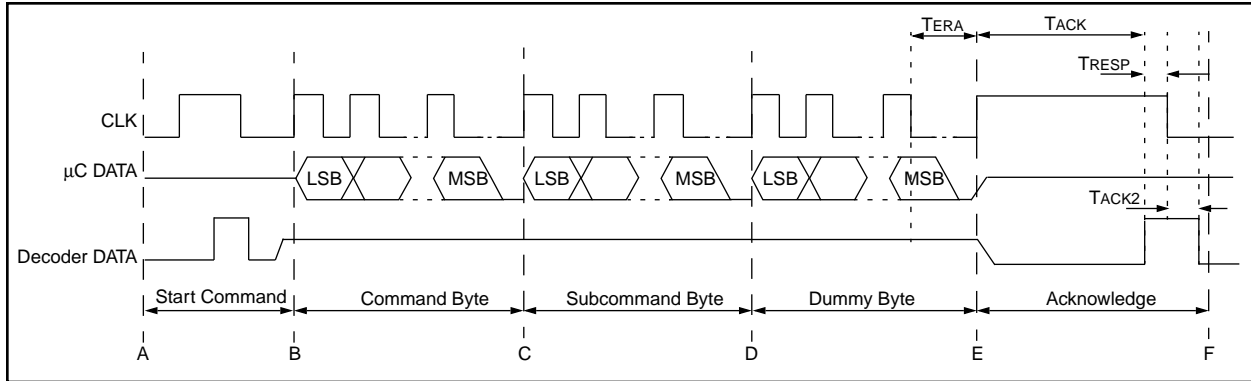 TERA TACK
TRESP
CLK
µC DATA LSB MSB LSB MSB LSB MSB
TACK2
Decoder DATA
Start Command Command Byte Subcommand Byte Dummy Byte Acknowledge
A B C D E F